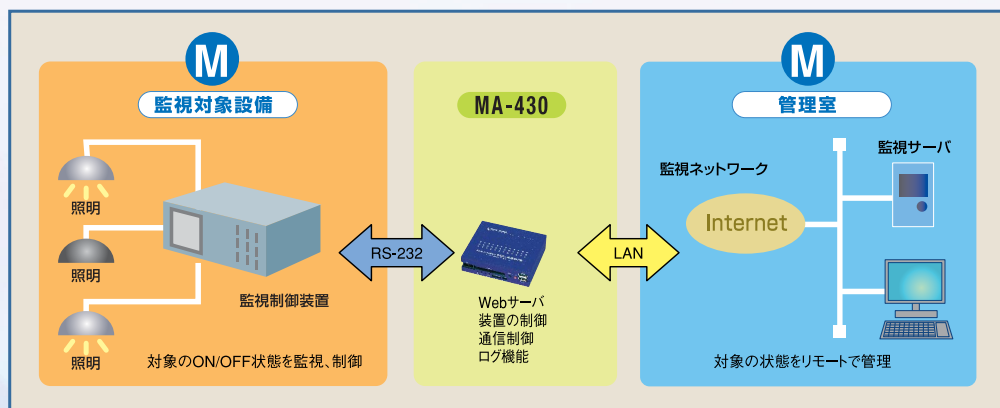 M
監視対象設備
照明
照明
照明
監視制御装置
対象のON/OFF状態を監視、制御
RS-232
MA-430
Webサーバ
装置の制御
通信制御
ログ機能
LAN
M
管理室
監視ネットワーク
Internet
監視サーバ
対象の状態をリモートで管理